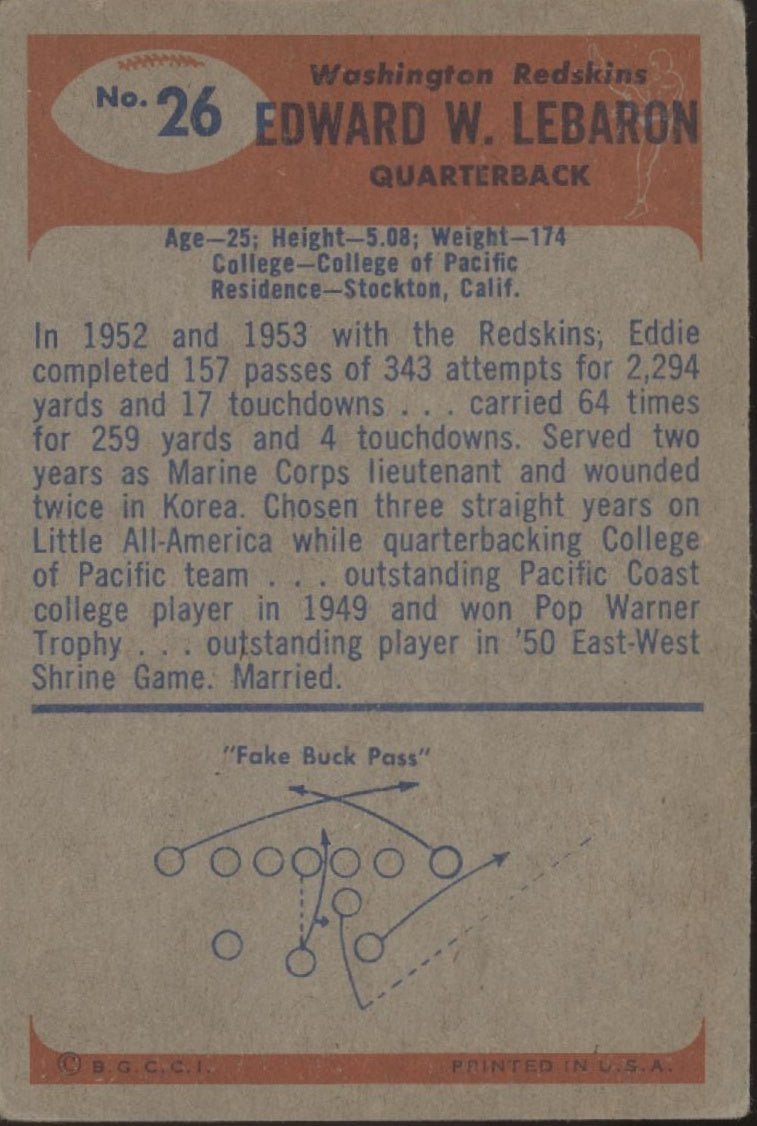 No. 26
Washington Redskins
EDWARD W. LEBARON
QUARTERBACK
Age—25; Height—5.08; Weight—174
College—College of Pacific
Residence—Stockton, Calif.
In 1952 and 1953 with the Redskins, Eddie
completed 157 passes of 343 attempts for 2,294
yards and 17 touchdowns . . . carried 64 times
for 259 yards and 4 touchdowns. Served two
years as Marine Corps lieutenant and wounded
twice in Korea. Chosen three straight years on
Little All-America while quarterbacking College
of Pacific team . . . outstanding Pacific Coast
college player in 1949 and won Pop Warner
Trophy . . . outstanding player in '50 East-West
Shrine Game. Married.
"Fake Buck Pass"
© B.G.C.C.I. PRINTED IN U.S.A.